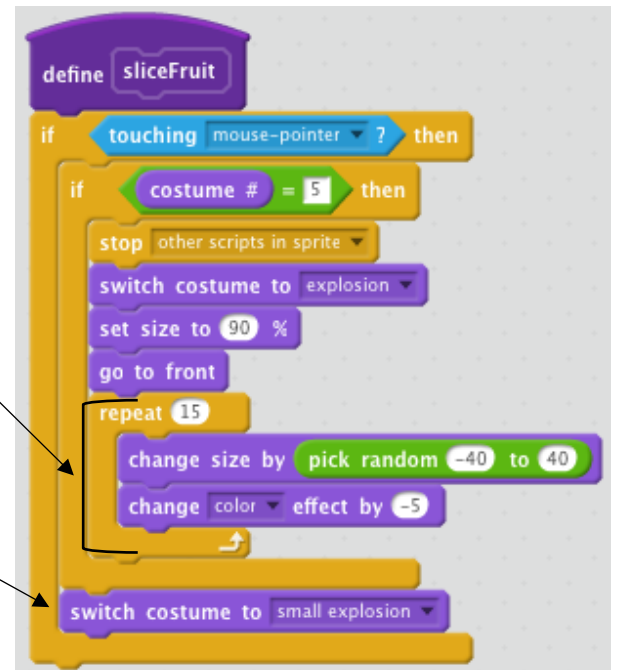 define sliceFruit
if touching mouse-pointer ? then
if costume # = 5 then
stop other scripts in sprite
switch costume to explosion
set size to 90 %
go to front
repeat 15
change size by pick random -40 to 40
change color effect by -5
switch costume to small explosion